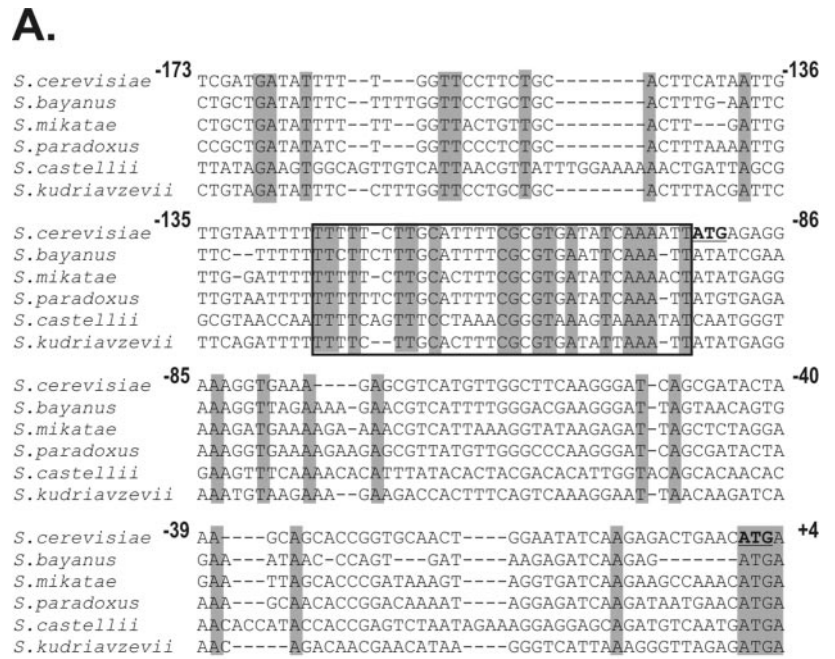 A.
-173 -136
S.cerevisiae TCGATGATATTTT--T---GGTTCCTTCTGC---------ACTTCATAATTG
S.bayanus CTGCTGATATTTC--TTTTGGTTCCTGCTGC---------ACTTTG-AATTC
S.mikatae CTGCTGATATTTT--TT--GGTTACTGTTGC---------ACTT---GATTG
S.paradoxus CCGCTGATATATC--T---GGTTCCCTCTGC---------ACTTTAAAATTG
S.castellii TTATAGAAGTGGCAGTTGTCATTAACGTTATTTGGAAAAAACTGATTAGCG
S.kudriavzevii CTGTAGATATTTC--CTTTGGTTCCTGCTGC---------ACTTTACGATTC
-135 -86
S.cerevisiae TTGTAATTTTTTTTT-CTTGCATTTTCGCGTGATATCAAAATTATGAGAGG
S.bayanus TTC-TTTTTTTCTTCTTGCATTTTCGCGTGAATTCAAA-TTATATCGAA
S.mikatae TTG-GATTTTTTTTT-CTTGCACTTTCGCGTGATATCAAAACTATATGAGG
S.paradoxus TTGTAATTTTTTTTTTCTTGCATTTTCGCGTGATATCAAA-TTATGTGAGA
S.castellii GCGTAACCAATTTTTCAGTTTCCTAAACGCGGTAAAGTAAAATATCAATGGGT
S.kudriavzevii TTCAGATTTTTTTTC--TTGCACTTTCGCGTGATATTAAA-TTATATGAGG
-85 -40
S.cerevisiae AAAGGTGAAA----GAGCGTCATGTTGGCTTCAAGGGAT-CAGCGATACTA
S.bayanus AAAGGTTAGAAAA-GAACGTCATTTTGGGACGAAGGGAT-TAGTAACAGTG
S.mikatae AAAGATGAAAAGA-AAACGTCATTAAAGGTATAAGAGAT-TAGCTCTAGGA
S.paradoxus AAAGGTGAAAAGAAGAGCGTTATGTTGGGCCCAAGGGAT-CAGCGATACTA
S.castellii GAAGTTTCAAAACACATTTATACACTACGACACATTGGTACAGCACAACAC
S.kudriavzevii AAATGTAAGAAA--GAAGACCACTTTCAGTCAAAGGAAT-TAACAAGATCA
-39 +4
S.cerevisiae AA----GCAGCACCGGTGCAACT----GGAATATCAAGAGACTGAACATGA
S.bayanus GAA---ATAAC-CCAGT---GAT----AAGAGATCAAGAG-------ATGA
S.mikatae GAA---TTAGCACCCGATAAAGT----AGGTGATCAAGAAGCCAAACATGA
S.paradoxus AAA---GCAACACACCGGACAAAAT----AGGAGATCAAGATAATGAACATGA
S.castellii AACACCATACCACCGAGTCTAATAGAAAGGAGGAGCAGATGTCAATGATGA
S.kudriavzevii AAC-----AGACAACGAACATAA----GGGTCATTAAAGGGTTAGAGATGA